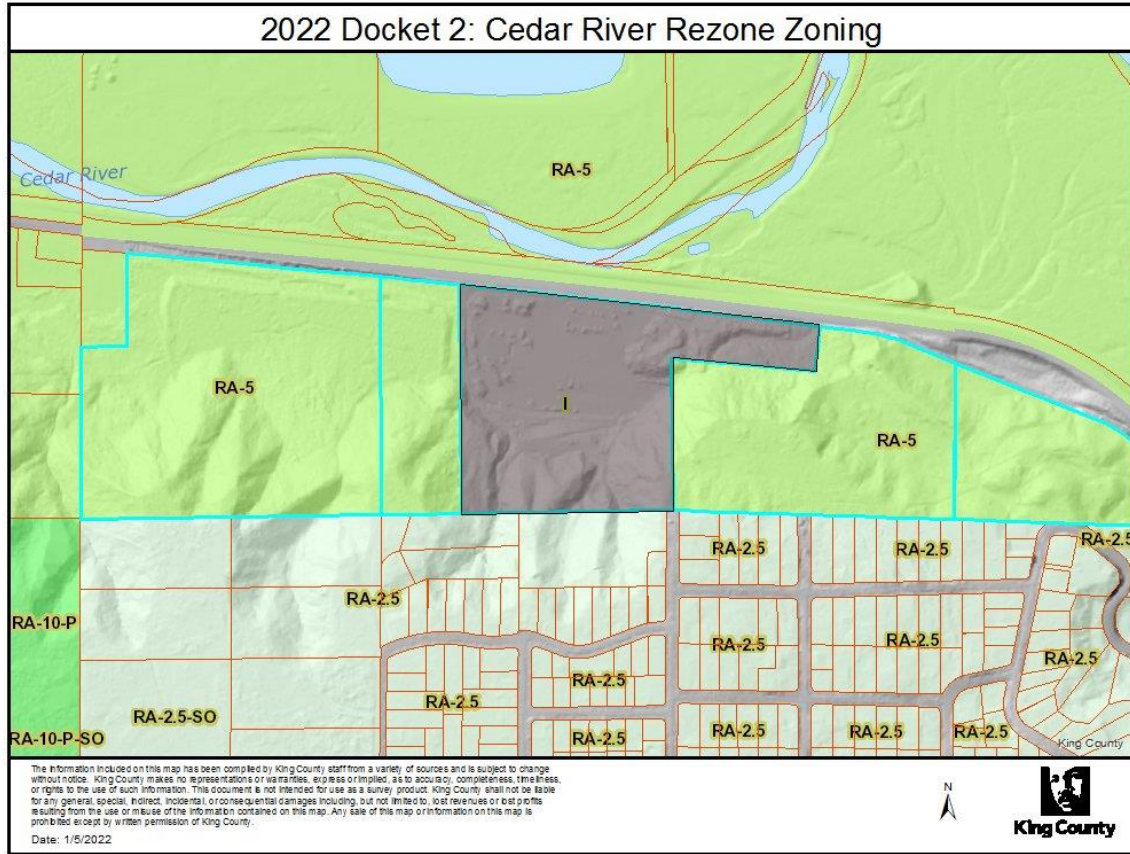 2022 Docket 2: Cedar River Rezone Zoning
Cedar River
RA-5
RA-5
I
RA-5
RA-2.5
RA-2.5
RA-2.5
RA-2.5
RA-10-P
RA-2.5
RA-2.5
RA-2.5
RA-2.5
RA-2.5
RA-2.5-SO
RA-2.5
RA-10-P-SO
RA-2.5
RA-2.5
RA-2.5
RA-2.5
King County
The information included on this map has been compiled by King County staff from a variety of sources and is subject to change
without notice. King County makes no representations or warranties, express or implied, as to accuracy, completeness, timeliness,
or rights to the use of such information. This document is not intended for use as a survey product. King County shall not be liable
for any general, special, indirect, incidental, or consequential damages including, but not limited to, lost revenues or lost profits
resulting from the use or misuse of the information contained on this map. Any sale of this map or information on this map is
prohibited except by written permission of King County.
Date: 1/5/2022
N
King County